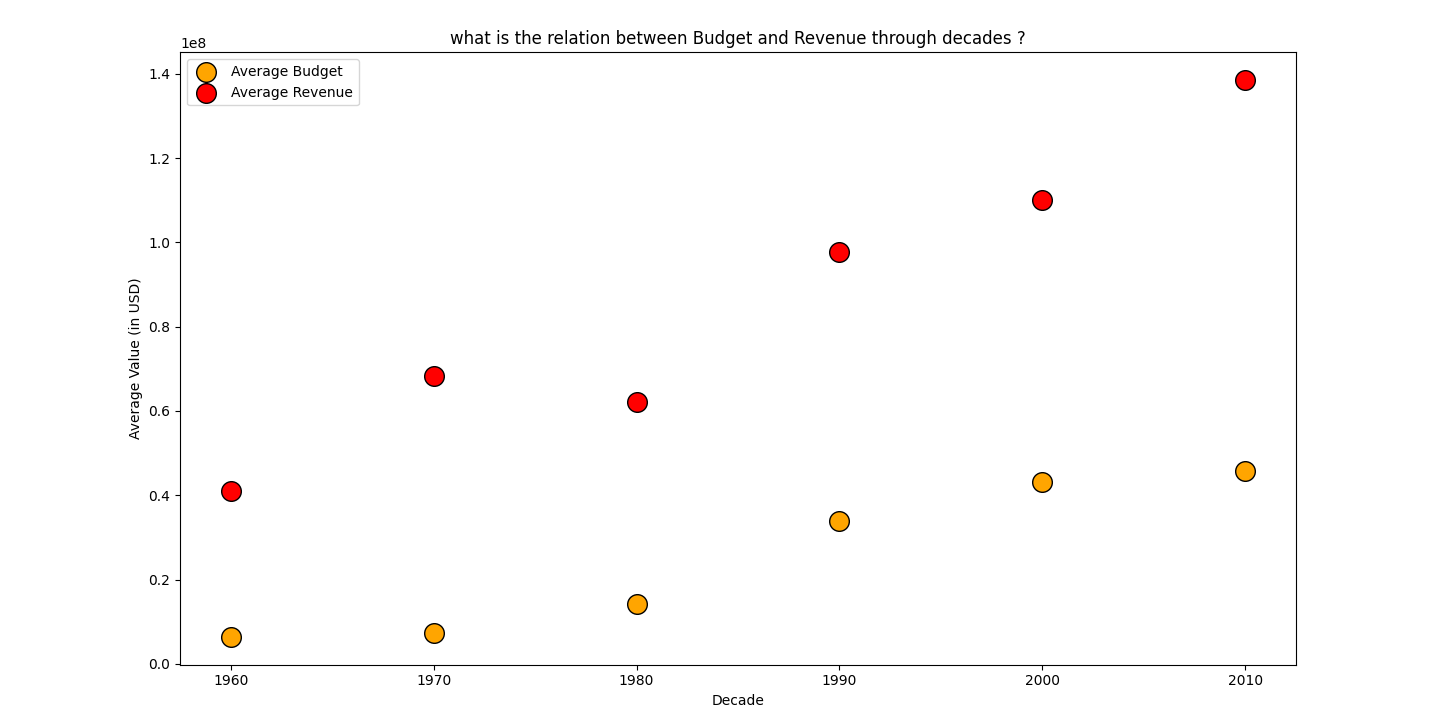 what is the relation between Budget and Revenue through decades ?
1e8
Average Budget
Average Revenue
1.4
1.2
1.0
0.8
0.6
0.4
0.2
0.0
Average Value (in USD)
1960 1970 1980 1990 2000 2010
Decade